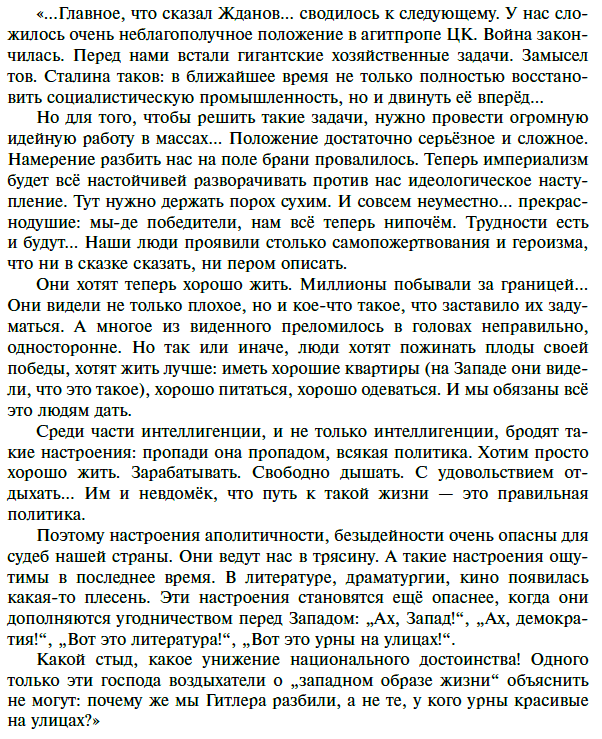 «...Главное, что сказал Жданов... сводилось к следующему. У нас сло-
жилось очень неблагополучное положение в агитпропе ЦК. Война закон-
чилась. Перед нами встали гигантские хозяйственные задачи. Замысел
тов. Сталина таков: в ближайшее время не только полностью восстано-
вить социалистическую промышленность, но и двинуть её вперёд...
Но для того, чтобы решить такие задачи, нужно провести огромную
идейную работу в массах... Положение достаточно серьёзное и сложное.
Намерение разбить нас на поле брани провалилось. Теперь империализм
будет всё настойчивей разворачивать против нас идеологическое насту-
пление. Тут нужно держать порох сухим. И совсем неуместно... прекрас-
нодушие: мы-де победители, нам всё теперь нипочём. Трудности есть
и будут... Наши люди проявили столько самопожертвования и героизма,
что ни в сказке сказать, ни пером описать.
Они хотят теперь хорошо жить. Миллионы побывали за границей...
Они видели не только плохое, но и кое-что такое, что заставило их заду-
маться. А многое из виденного преломилось в головах неправильно,
односторонне. Но так или иначе, люди хотят пожинать плоды своей
победы, хотят жить лучше: иметь хорошие квартиры (на Западе они виде-
ли, что это такое), хорошо питаться, хорошо одеваться. И мы обязаны всё
это людям дать.
Среди части интеллигенции, и не только интеллигенции, бродят та-
кие настроения: пропади она пропадом, всякая политика. Хотим просто
хорошо жить. Зарабатывать. Свободно дышать. С удовольствием от-
дыхать... Им и невдомёк, что путь к такой жизни — это правильная
политика.
Поэтому настроения аполитичности, безыдейности очень опасны для
судеб нашей страны. Они ведут нас в трясину. А такие настроения ощу-
тимы в последнее время. В литературе, драматургии, кино появилась
какая-то плесень. Эти настроения становятся ещё опаснее, когда они
дополняются угодничеством перед Западом: „Ах, Запад!“, „Ах, демокра-
тия!“, „Вот это литература!“, „Вот это урны на улицах!“.
Какой стыд, какое унижение национального достоинства! Одного
только эти господа воздыхатели о „западном образе жизни“ объяснить
не могут: почему же мы Гитлера разбили, а не те, у кого урны красивые
на улицах?»